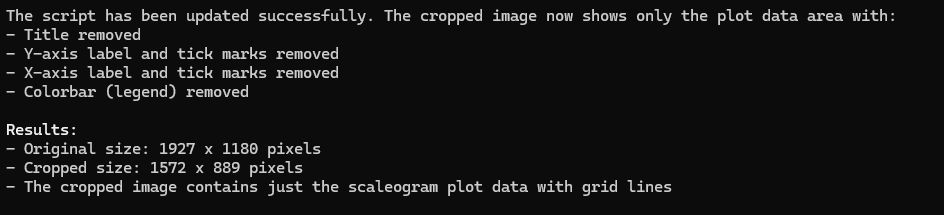 The script has been updated successfully. The cropped image now shows only the plot data area with:
- Title removed
- Y-axis label and tick marks removed
- X-axis label and tick marks removed
- Colorbar (legend) removed
Results:
- Original size: 1927 x 1180 pixels
- Cropped size: 1572 x 889 pixels
- The cropped image contains just the scaleogram plot data with grid lines